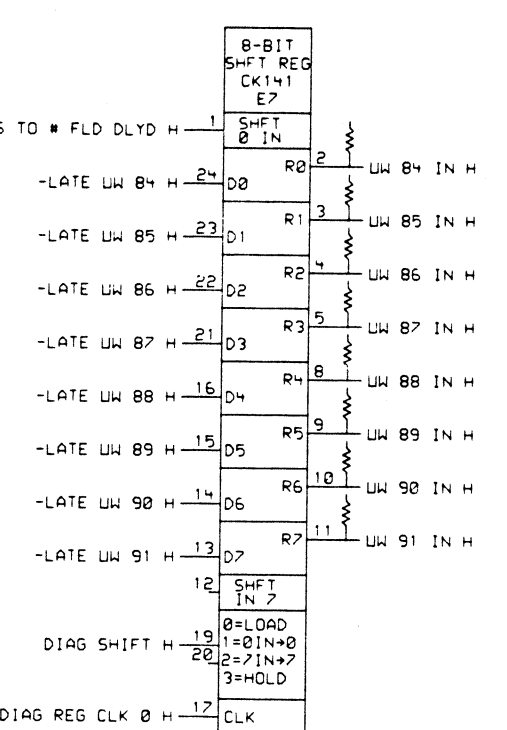 8-BIT
SHFT REG
CK141
E7
S TO # FLD DLYD H 1 SHFT
0 IN
R0 2 UW 84 IN H
-LATE UW 84 H 24 D0
R1 3 UW 85 IN H
-LATE UW 85 H 23 D1
R2 4 UW 86 IN H
-LATE UW 86 H 22 D2
R3 5 UW 87 IN H
-LATE UW 87 H 21 D3
R4 8 UW 88 IN H
-LATE UW 88 H 16 D4
R5 9 UW 89 IN H
-LATE UW 89 H 15 D5
R6 10 UW 90 IN H
-LATE UW 90 H 14 D6
R7 11 UW 91 IN H
-LATE UW 91 H 13 D7
12 SHFT
IN 7
0=LOAD
DIAG SHIFT H 19 1=0IN→0
20 2=7IN→7
3=HOLD
DIAG REG CLK 0 H 17 CLK